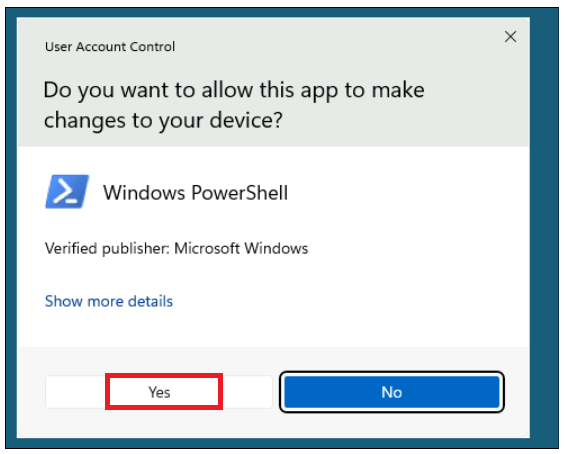 User Account Control
Do you want to allow this app to make
changes to your device?
Windows PowerShell
Verified publisher: Microsoft Windows
Show more details
Yes
No